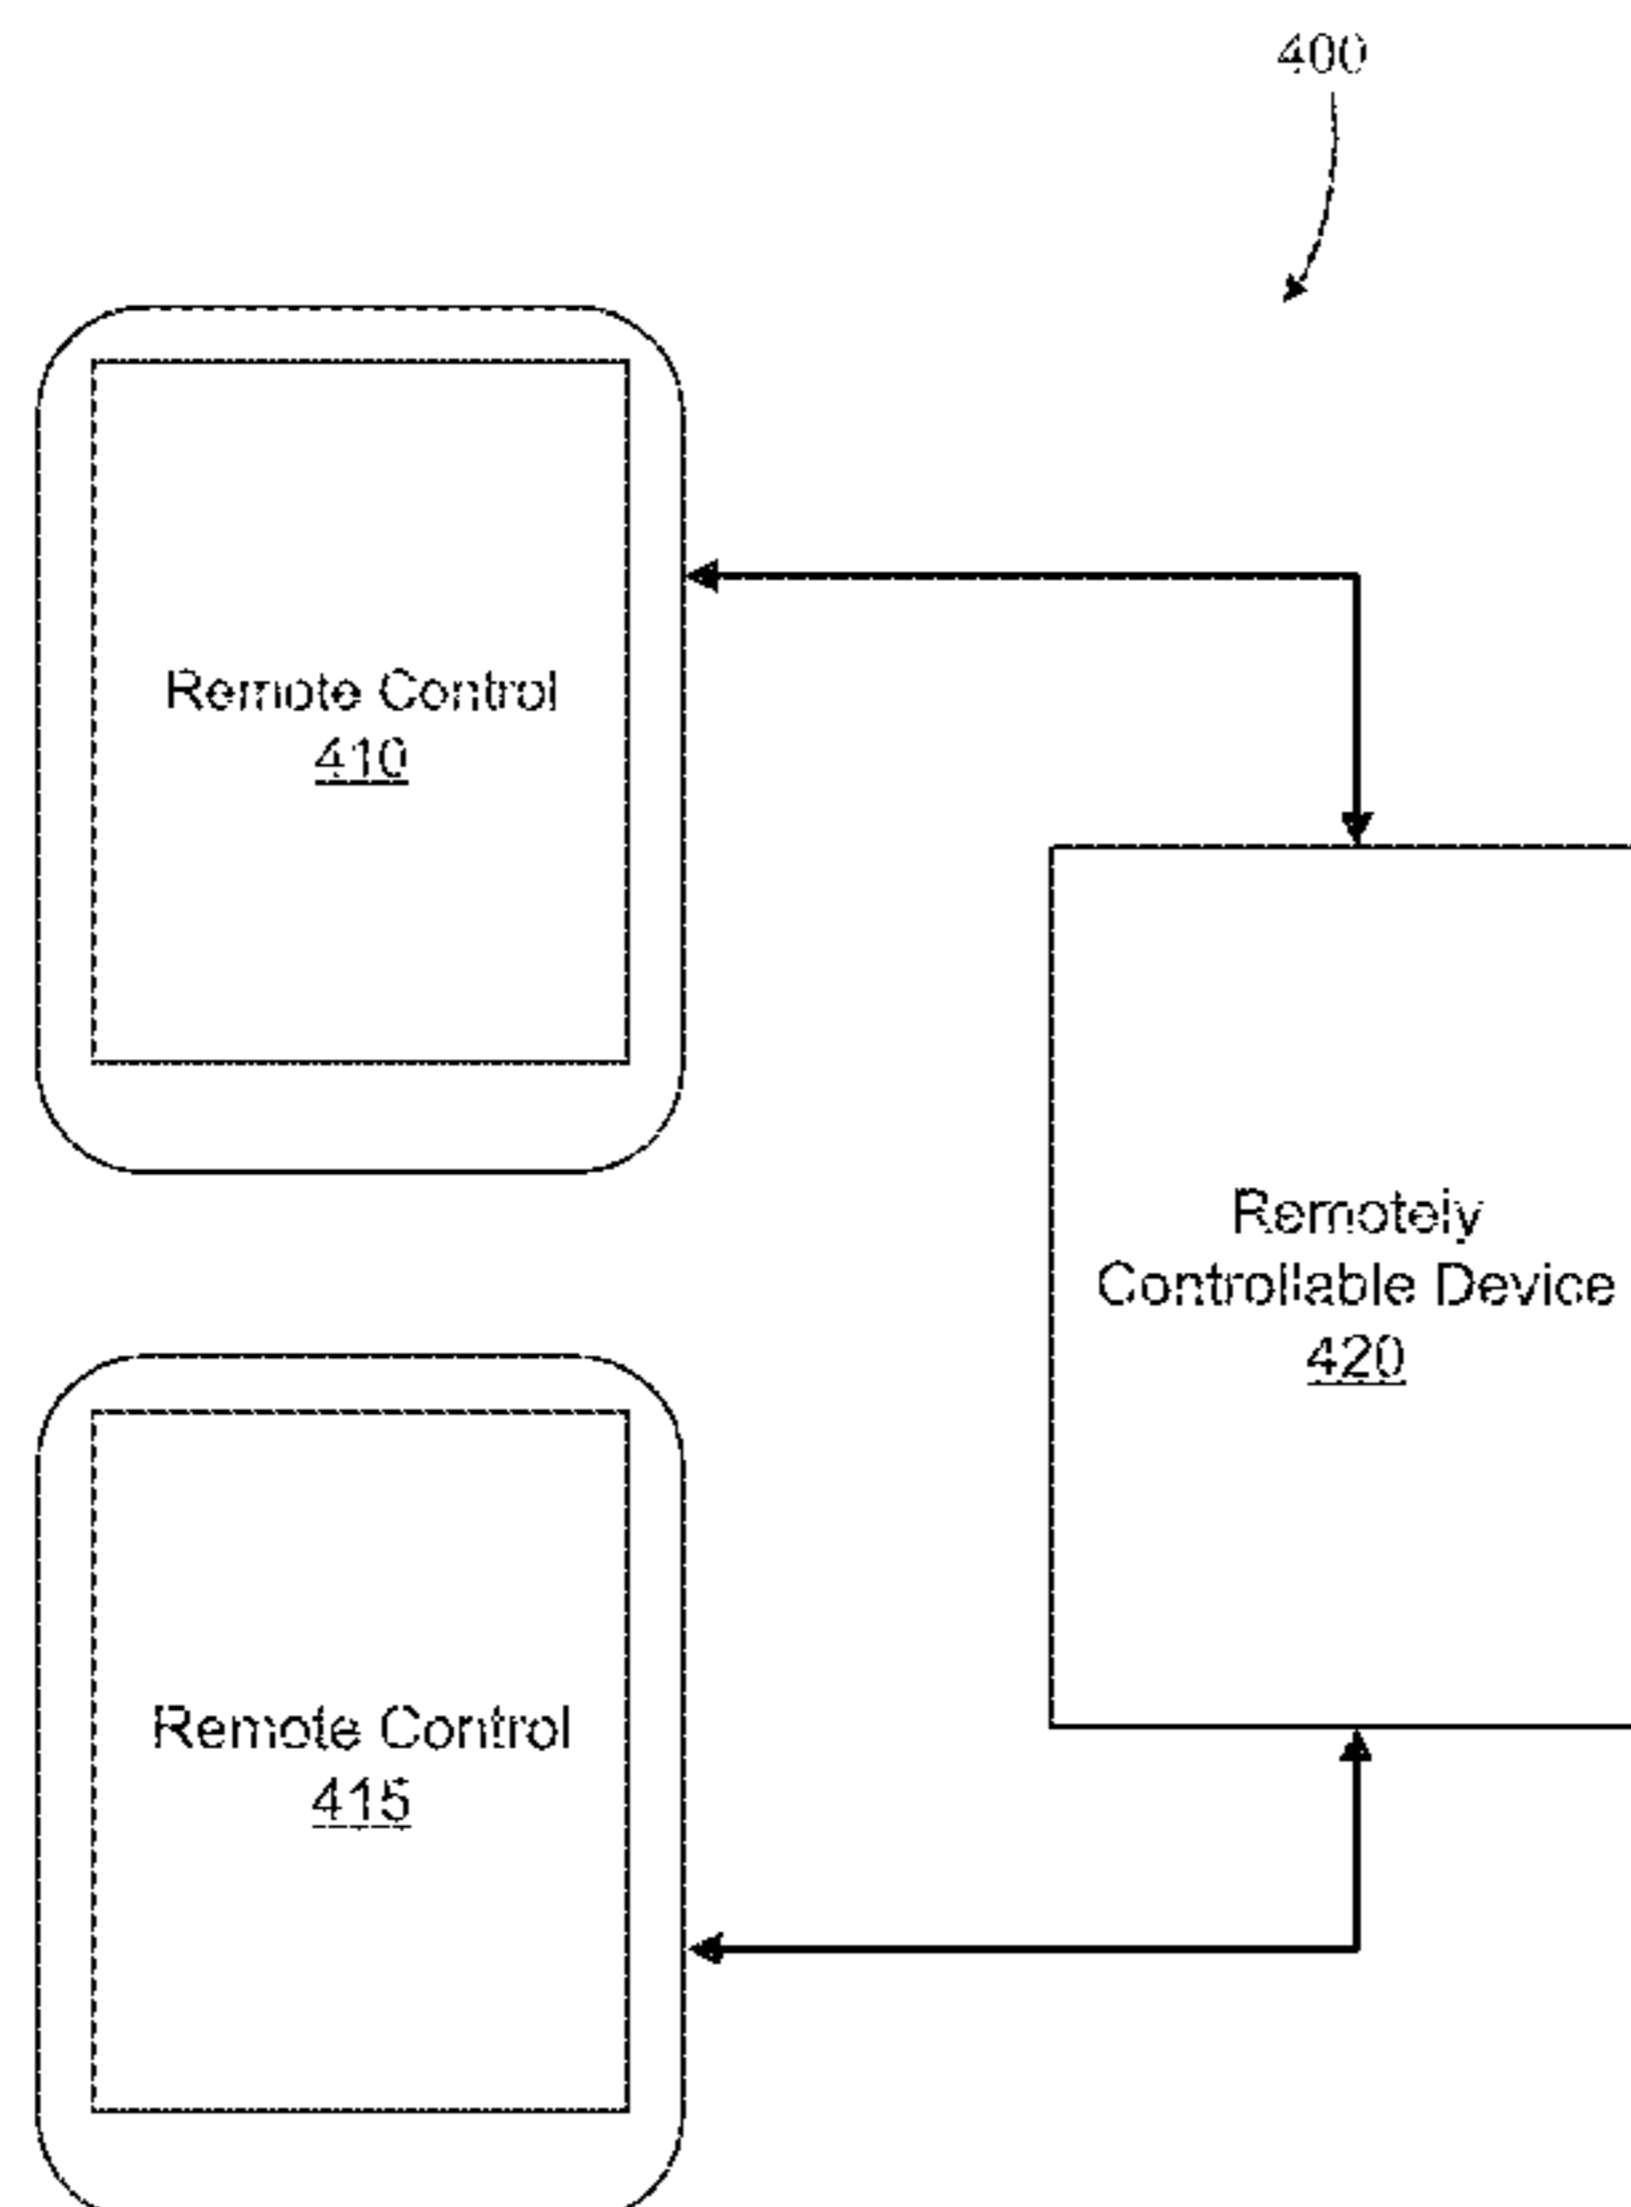 400
Remote Control
410
Remotely
Controllable Device
420
Remote Control
415